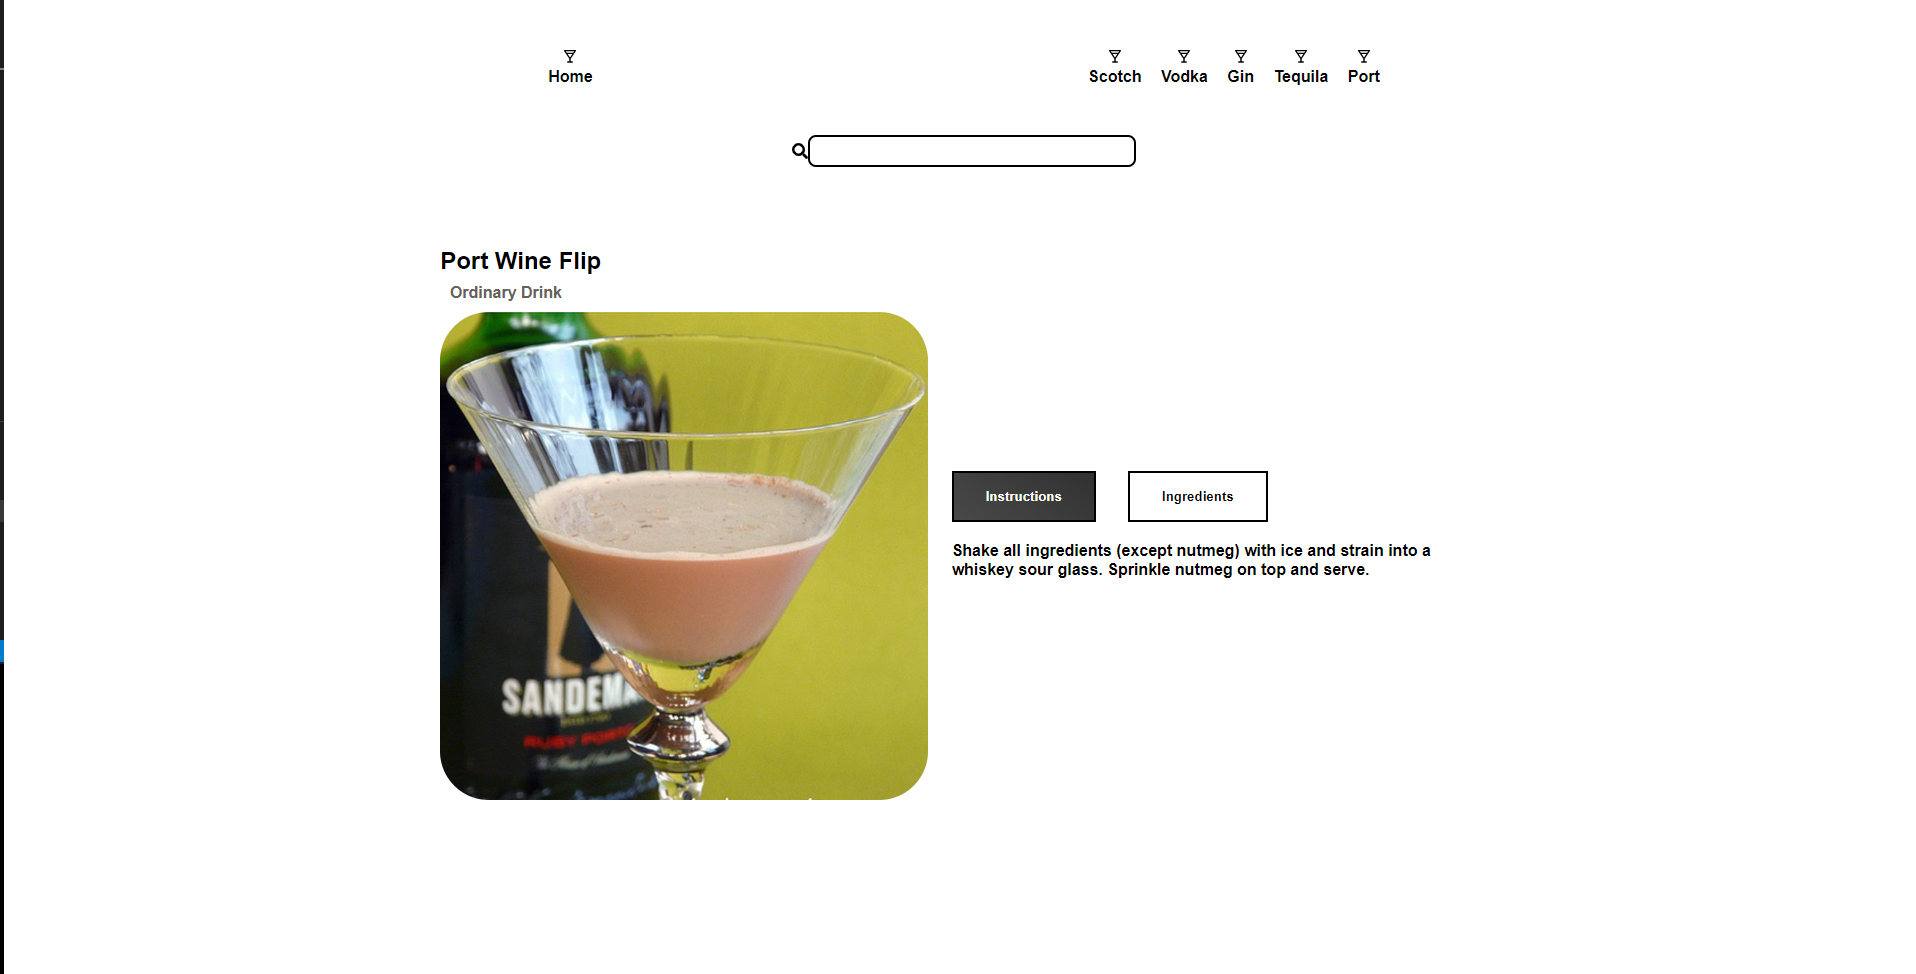 Home
Scotch Vodka Gin Tequila Port
Port Wine Flip
Ordinary Drink
Instructions
Ingredients
Shake all ingredients (except nutmeg) with ice and strain into a
whiskey sour glass. Sprinkle nutmeg on top and serve.
SANDEMA
RUBY PORTO